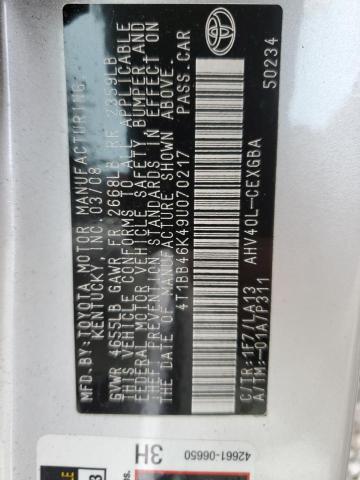 MFD.BY: TOYOTA MOTOR MANUFACTURING
KENTUCKY, INC. 03/08
GVWR 4655LB GAWR FR 2668LB RR 2359LB
THIS VEHICLE CONFORMS TO ALL APPLICABLE
FEDERAL MOTOR VEHICLE SAFETY BUMPER AND
THEFT PREVENTION STANDARDS IN EFFECT ON
THE DATE OF MANUFACTURE SHOWN ABOVE.
4T1BB46K49U070217 PASS.CAR
AHV40L-CEXGBA
C/TR:1F7/LA13
A/TM:-01A/P311 50234
42661-06650
3H